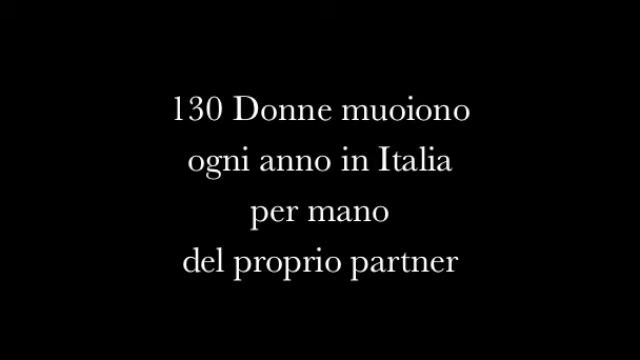 130 Donne muoiono
ogni anno in Italia
per mano
del proprio partner